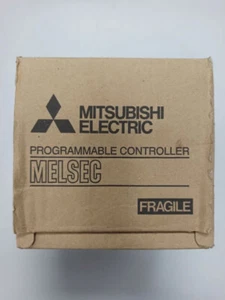 MITSUBISHI
ELECTRIC
PROGRAMMABLE CONTROLLER
MELSEC
FRAGILE